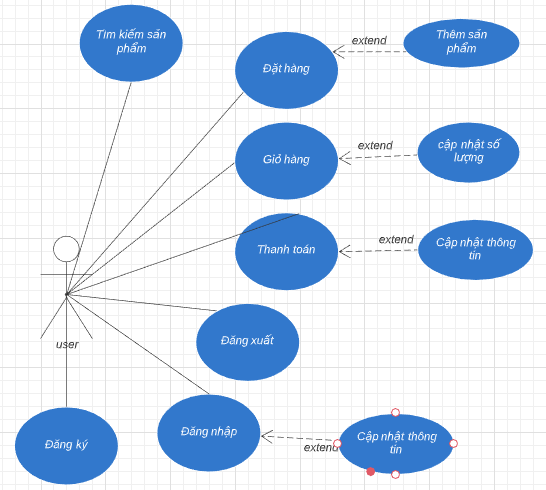 Tìm kiếm sản
phẩm
Đặt hàng
extend
Thêm sản
phẩm
Giỏ hàng
extend
cập nhật số
lượng
Thanh toán
extend
Cập nhật thông
tin
user
Đăng xuất
Đăng ký
Đăng nhập
extend
Cập nhật thông
tin